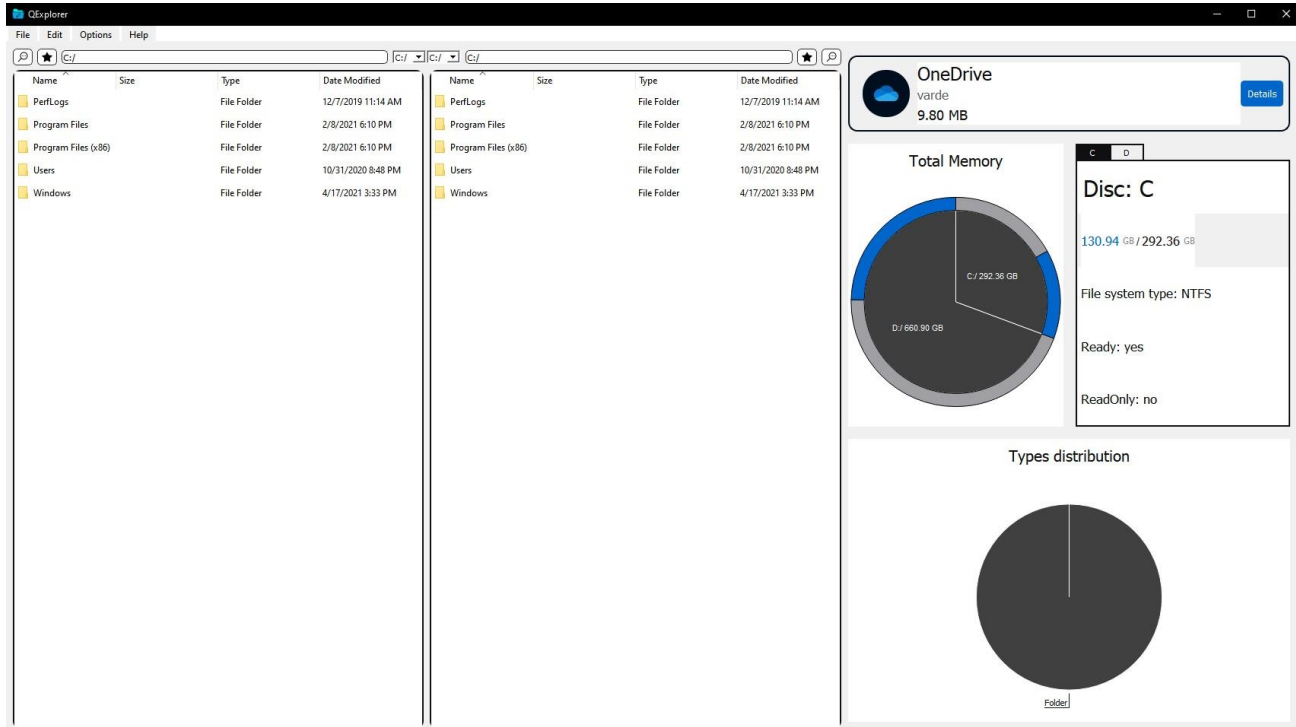 QExplorer
File Edit Options Help
C:/ C:/ C:/ C:/
Name Size Type Date Modified
PerfLogs File Folder 12/7/2019 11:14 AM
Program Files File Folder 2/8/2021 6:10 PM
Program Files (x86) File Folder 2/8/2021 6:10 PM
Users File Folder 10/31/2020 8:48 PM
Windows File Folder 4/17/2021 3:33 PM
Name Size Type Date Modified
PerfLogs File Folder 12/7/2019 11:14 AM
Program Files File Folder 2/8/2021 6:10 PM
Program Files (x86) File Folder 2/8/2021 6:10 PM
Users File Folder 10/31/2020 8:48 PM
Windows File Folder 4/17/2021 3:33 PM
OneDrive
varde
9.80 MB
Details
Total Memory
C:/ 292.36 GB
D:/ 660.90 GB
C D
Disc: C
130.94 GB / 292.36 GB
File system type: NTFS
Ready: yes
ReadOnly: no
Types distribution
Folder